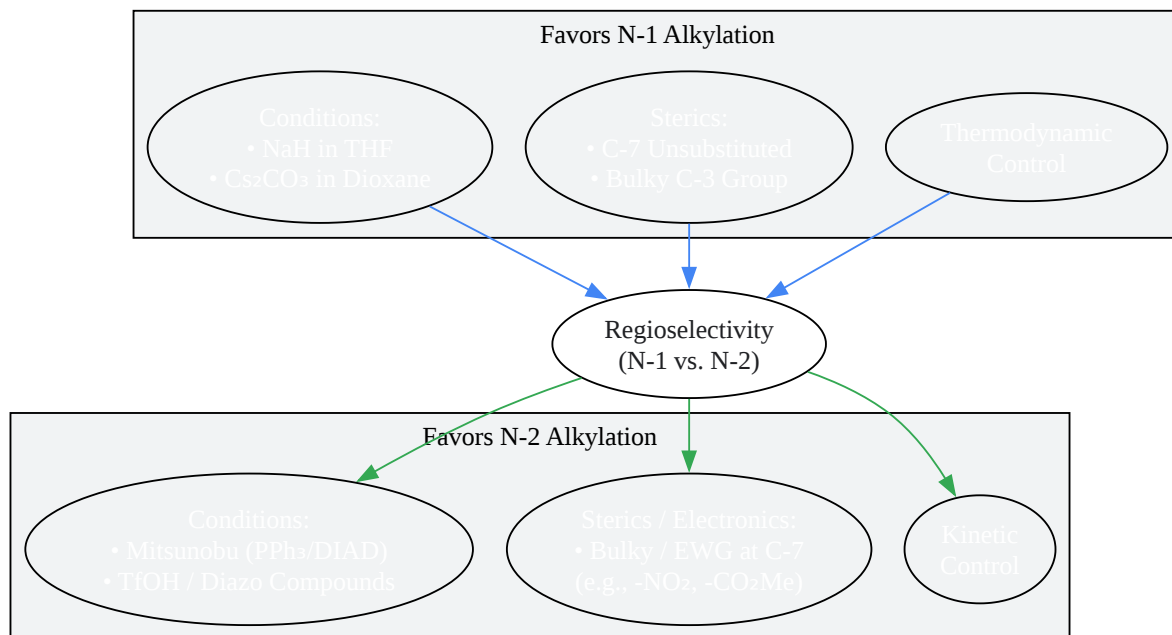 Favors N-1 Alkylation
Conditions:
• NaH in THF
• Cs₂CO₃ in Dioxane
Sterics:
• C-7 Unsubstituted
• Bulky C-3 Group
Thermodynamic
Control
Regioselectivity
(N-1 vs. N-2)
Favors N-2 Alkylation
Conditions:
• Mitsunobu (PPh₃/DIAD)
• TfOH / Diazo Compounds
Sterics / Electronics:
• Bulky / EWG at C-7
(e.g., -NO₂, -CO₂Me)
Kinetic
Control